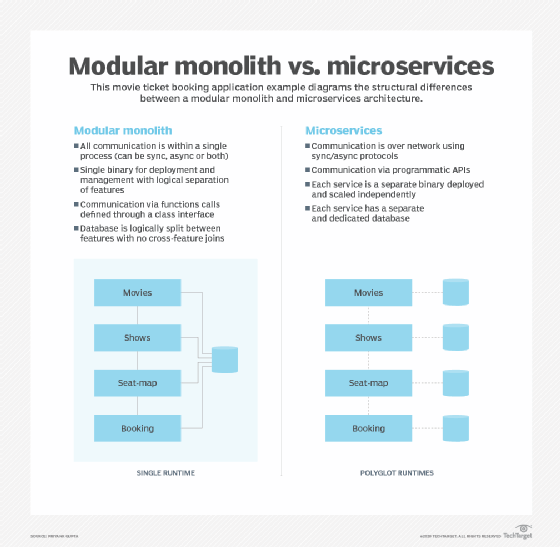 Modular monolith vs. microservices
This movie ticket booking application example diagrams the structural differences
between a modular monolith and microservices architecture.
Modular monolith
All communication is within a single
process (can be sync, async or both)
Single binary for deployment and
management with logical separation
of features
Communication via functions calls
defined through a class interface
Database is logically split between
features with no cross-feature joins
Movies
Shows
Seat-map
Booking
SINGLE RUNTIME
Microservices
Communication is over network using
sync/async protocols
Communication via programmatic APIs
Each service is a separate binary deployed
and scaled independently
Each service has a separate
and dedicated database
Movies
Shows
Seat-map
Booking
POLYGLOT RUNTIMES
TECHTARGET. ALL RIGHTS RESERVED
TechTarget